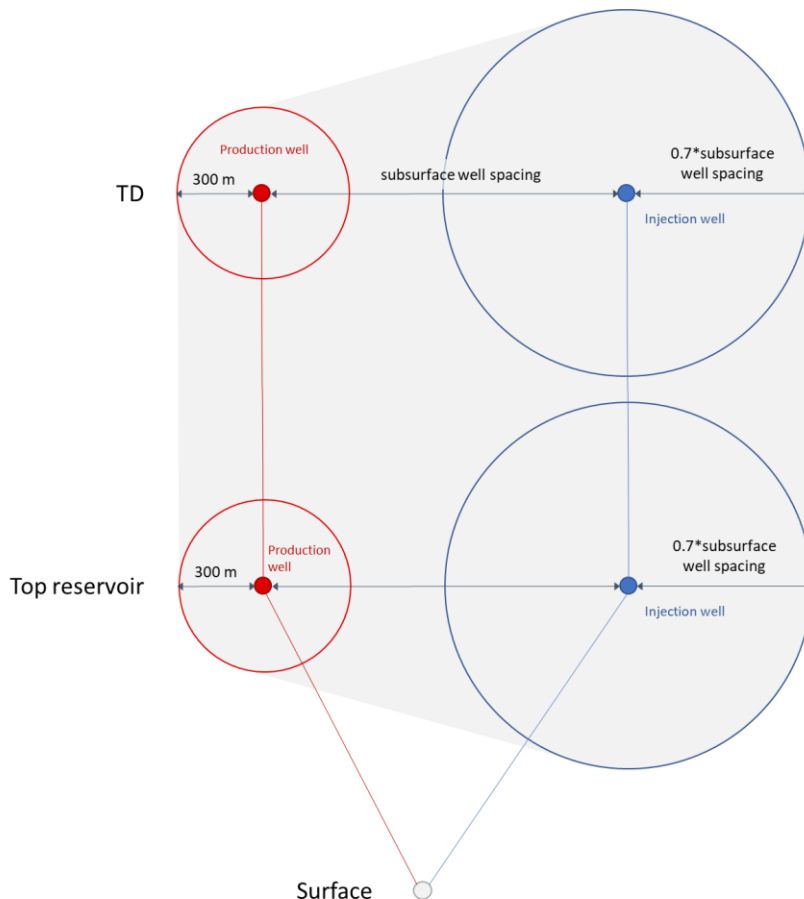 Production well
300 m
subsurface well spacing
0.7*subsurface
well spacing
TD
Injection well
Production
well
300 m
0.7*subsurface
well spacing
Top reservoir
Injection well
Surface